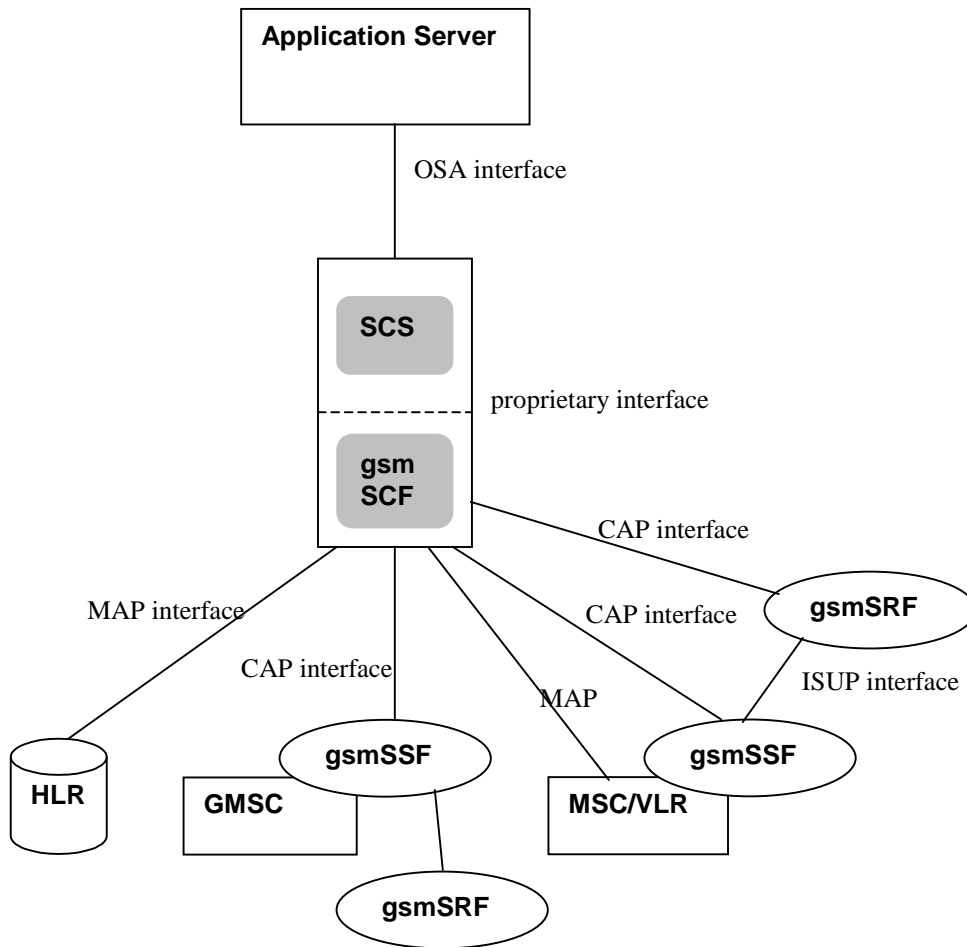 Application Server
OSA interface
SCS
proprietary interface
gsm
SCF
CAP interface
MAP interface
CAP interface
gsmSRF
CAP interface
ISUP interface
MAP
gsmSSF
gsmSSF
HLR
GMSC
MSC/VLR
gsmSRF